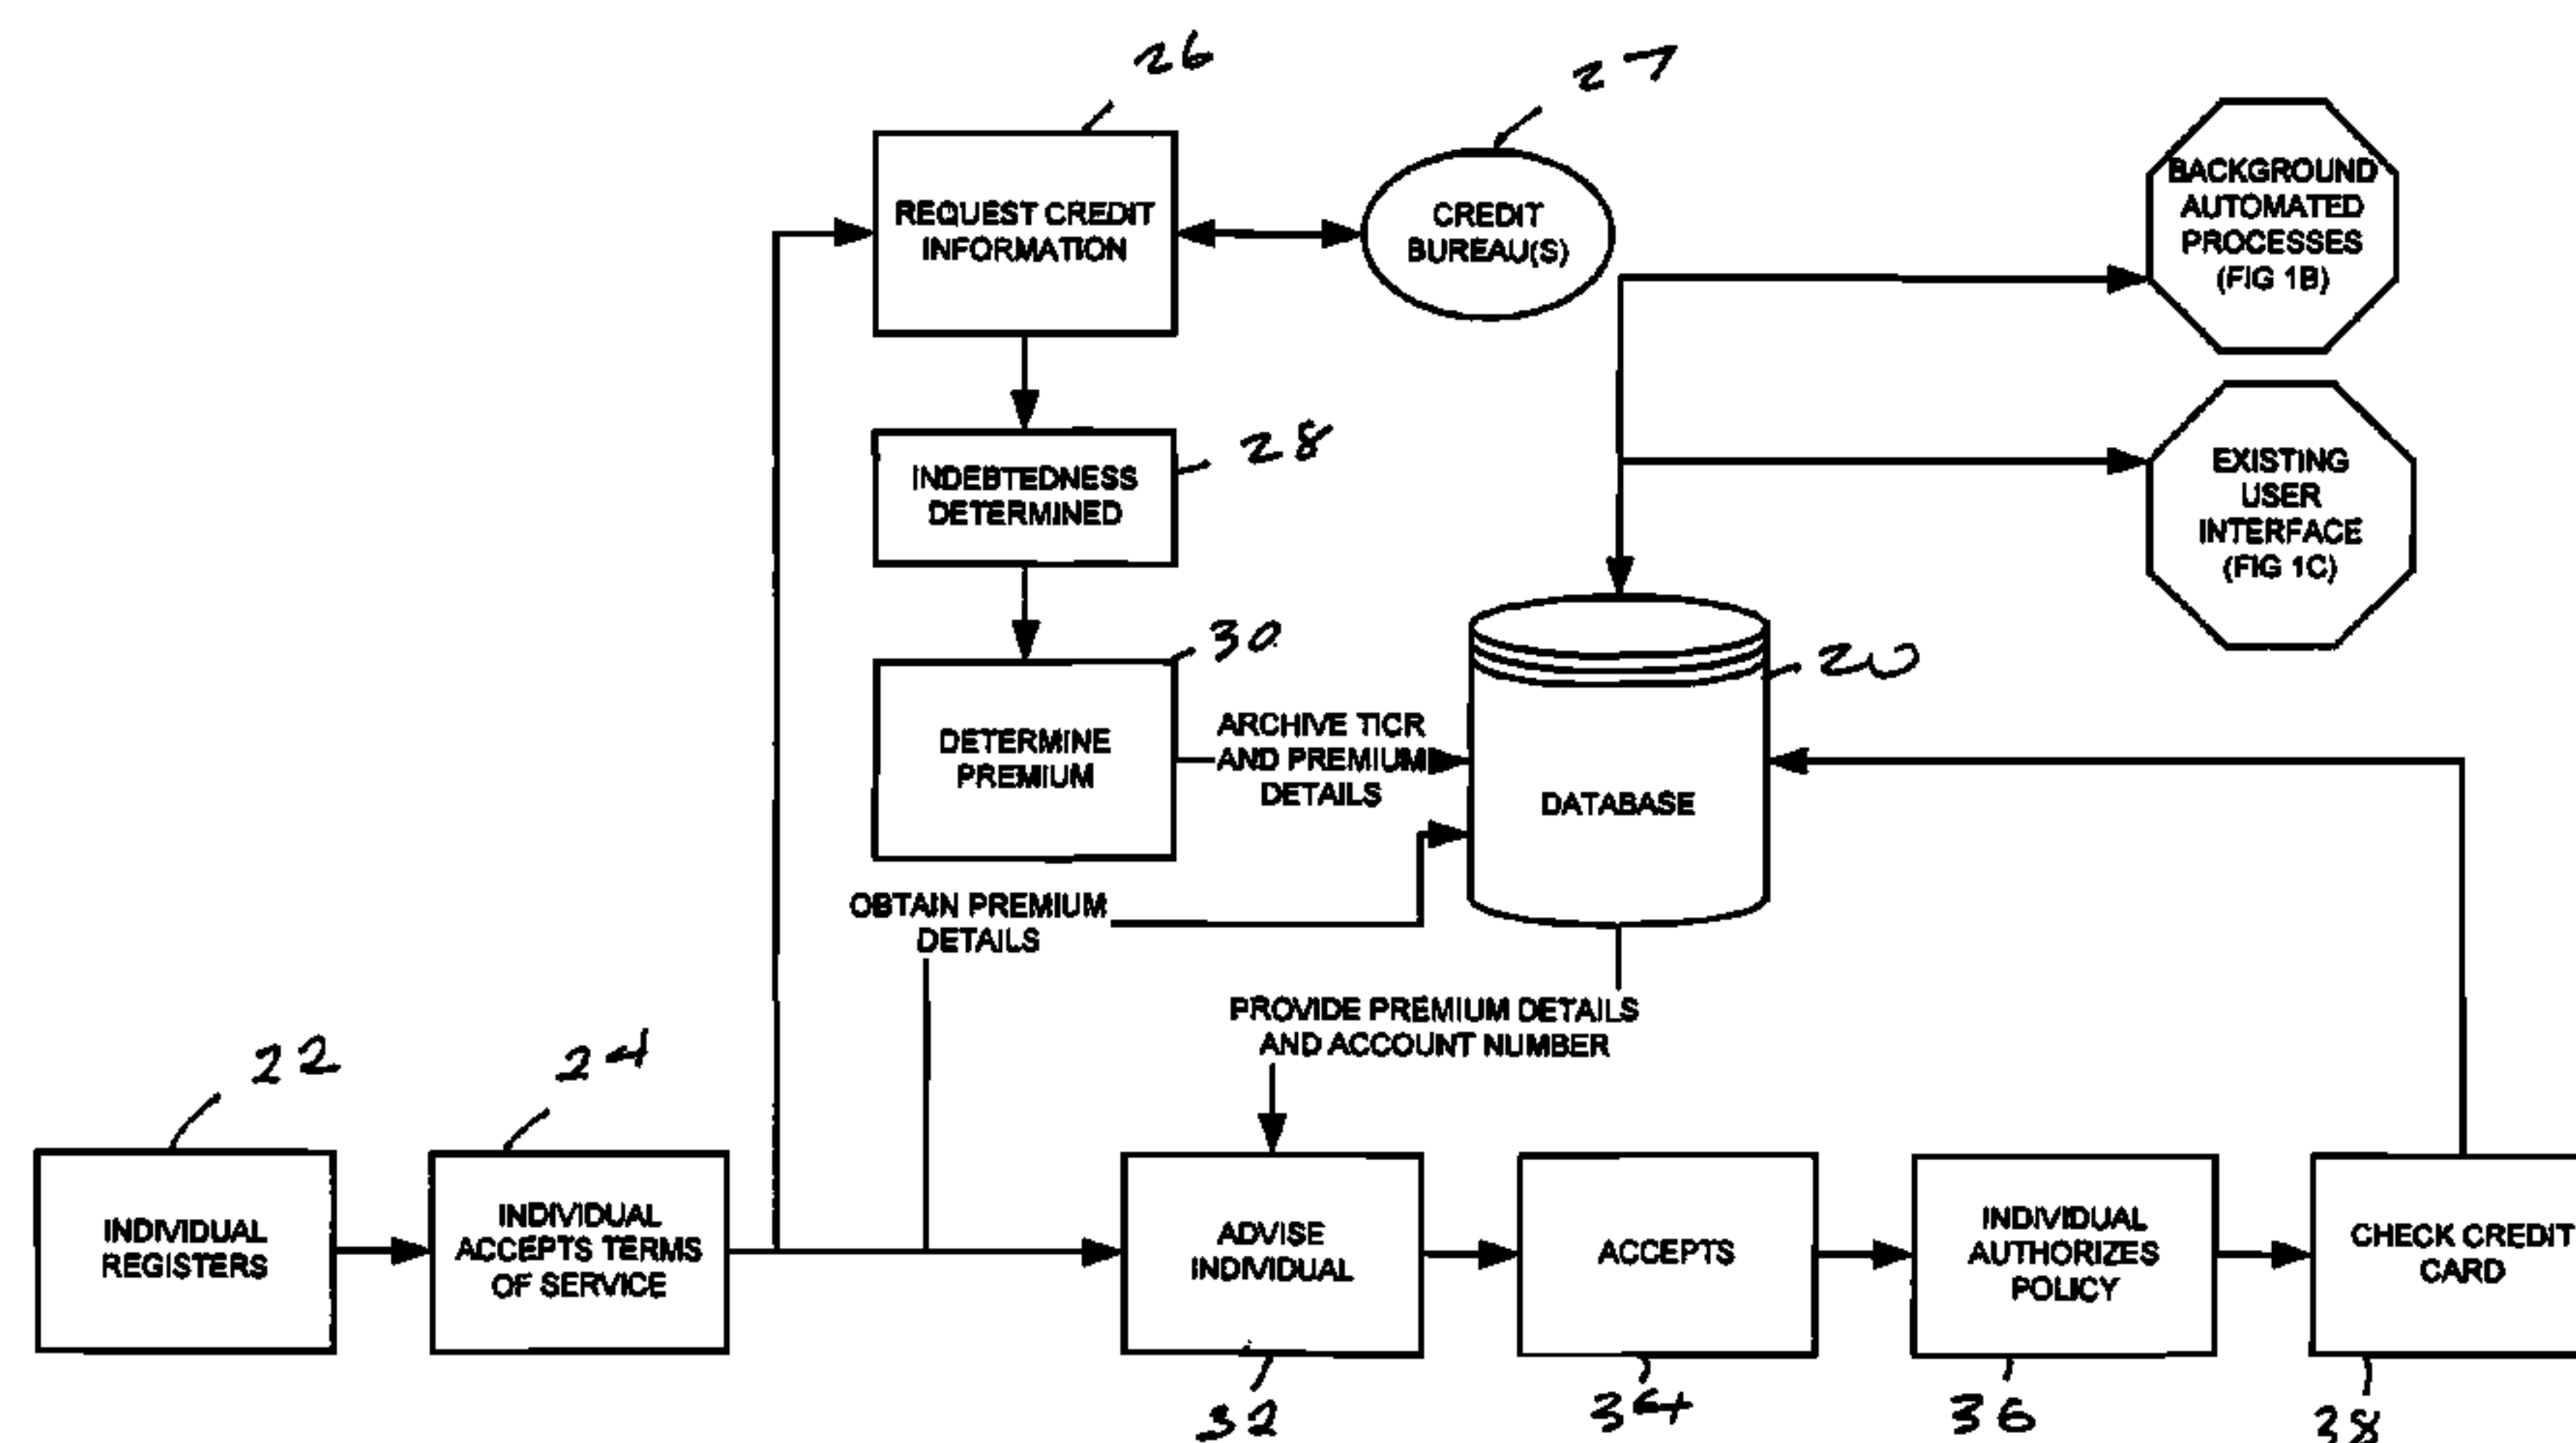 26
27
REQUEST CREDIT
INFORMATION
CREDIT
BUREAU(S)
BACKGROUND
AUTOMATED
PROCESSES
(FIG 1B)
28
INDEBTEDNESS
DETERMINED
EXISTING
USER
INTERFACE
(FIG 1C)
30
DETERMINE
PREMIUM
ARCHIVE TICR
AND PREMIUM
DETAILS
20
DATABASE
OBTAIN PREMIUM
DETAILS
PROVIDE PREMIUM DETAILS
AND ACCOUNT NUMBER
22
24
INDIVIDUAL
REGISTERS
INDIVIDUAL
ACCEPTS TERMS
OF SERVICE
ADVISE
INDIVIDUAL
ACCEPTS
INDIVIDUAL
AUTHORIZES
POLICY
CHECK CREDIT
CARD
32
34
36
38